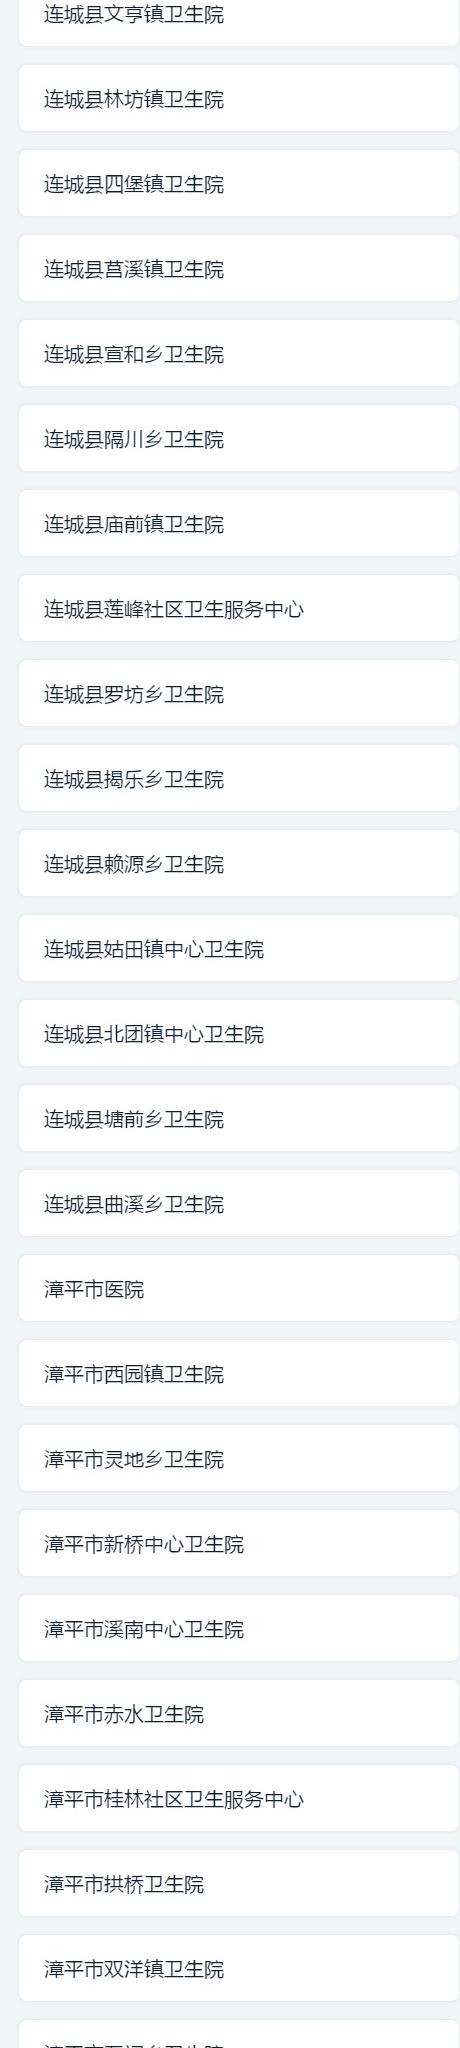 连城县文亨镇卫生院
连城县林坊镇卫生院
连城县四堡镇卫生院
连城县莒溪镇卫生院
连城县宣和乡卫生院
连城县隔川乡卫生院
连城县庙前镇卫生院
连城县莲峰社区卫生服务中心
连城县罗坊乡卫生院
连城县揭乐乡卫生院
连城县赖源乡卫生院
连城县姑田镇中心卫生院
连城县北团镇中心卫生院
连城县塘前乡卫生院
连城县曲溪乡卫生院
漳平市医院
漳平市西园镇卫生院
漳平市灵地乡卫生院
漳平市新桥中心卫生院
漳平市溪南中心卫生院
漳平市赤水卫生院
漳平市桂林社区卫生服务中心
漳平市拱桥卫生院
漳平市双洋镇卫生院